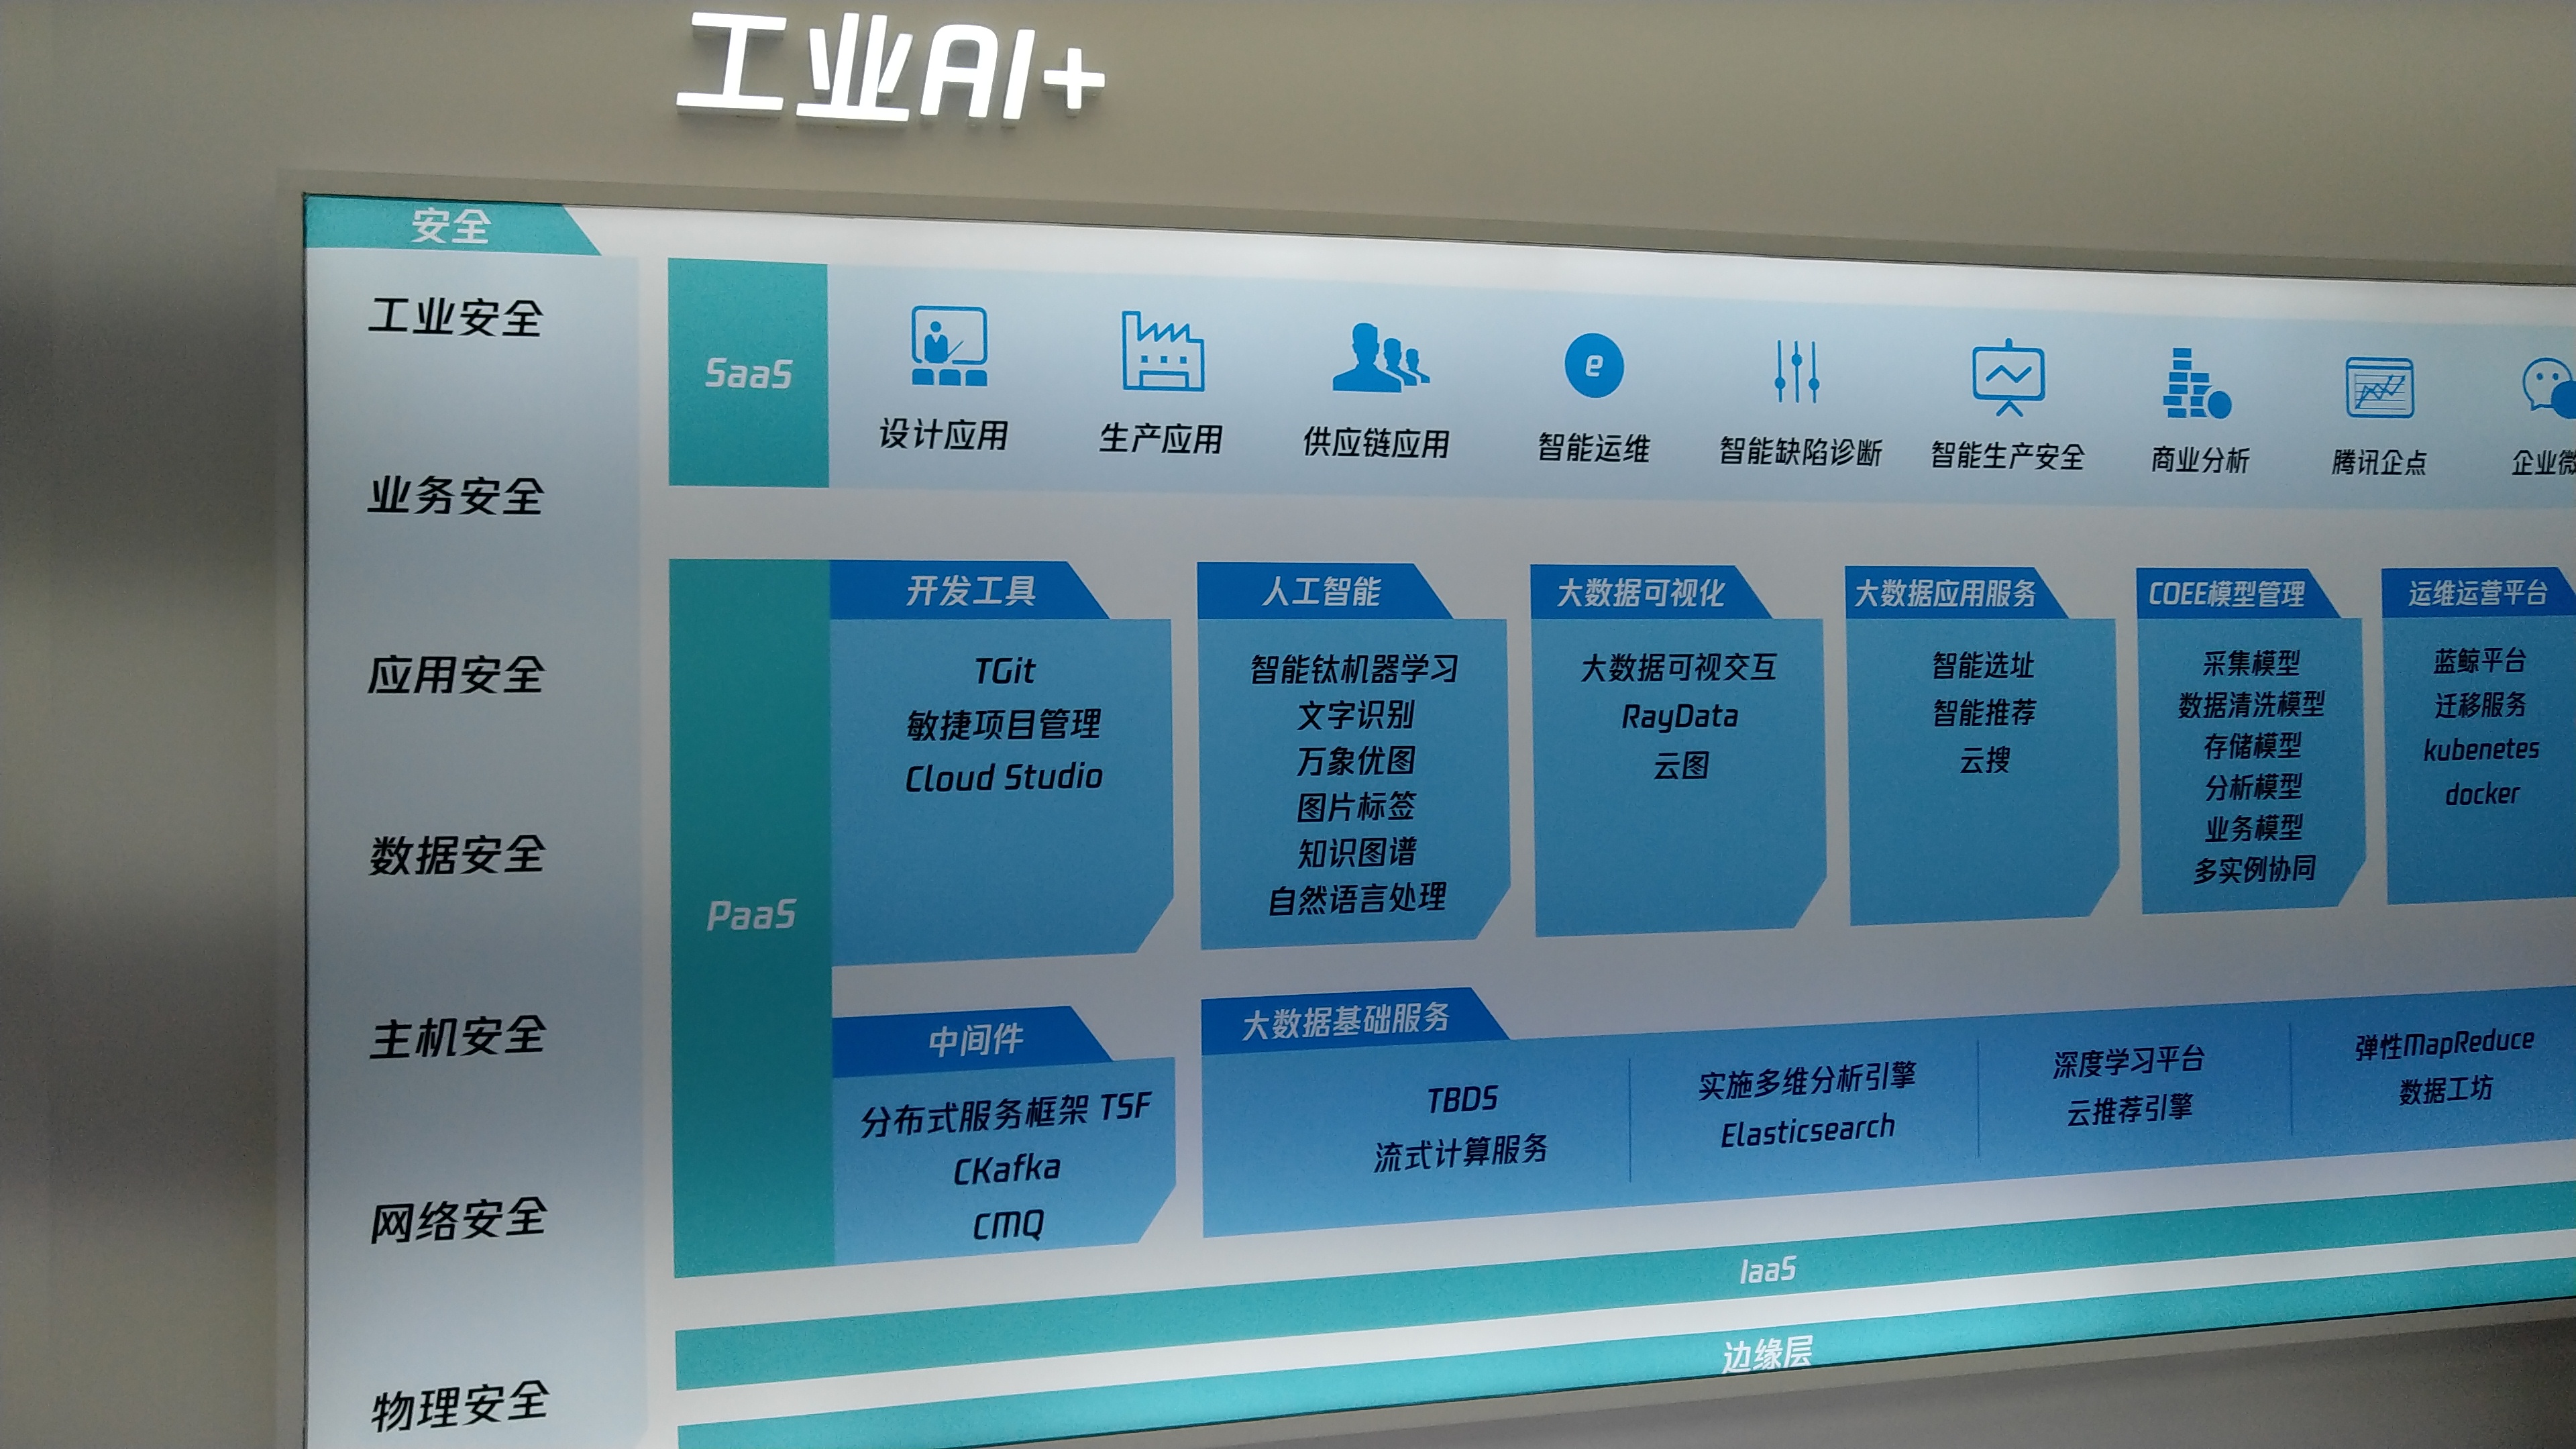 工业AI+
安全
工业安全
业务安全
应用安全
数据安全
主机安全
网络安全
物理安全
SaaS
设计应用
生产应用
供应链应用
e
智能运维
智能缺陷诊断
智能生产安全
商业分析
腾讯企点
企业微
PaaS
开发工具
TGit
敏捷项目管理
Cloud Studio
人工智能
智能钛机器学习
文字识别
万象优图
图片标签
知识图谱
自然语言处理
大数据可视化
大数据可视交互
RayData
云图
大数据应用服务
智能选址
智能推荐
云搜
COEE模型管理
采集模型
数据清洗模型
存储模型
分析模型
业务模型
多实例协同
运维运营平台
蓝鲸平台
迁移服务
kubenetes
docker
中间件
分布式服务框架 TSF
CKafka
CMQ
大数据基础服务
TBDS
流式计算服务
实施多维分析引擎
Elasticsearch
深度学习平台
云推荐引擎
弹性MapReduce
数据工坊
IaaS
边缘层